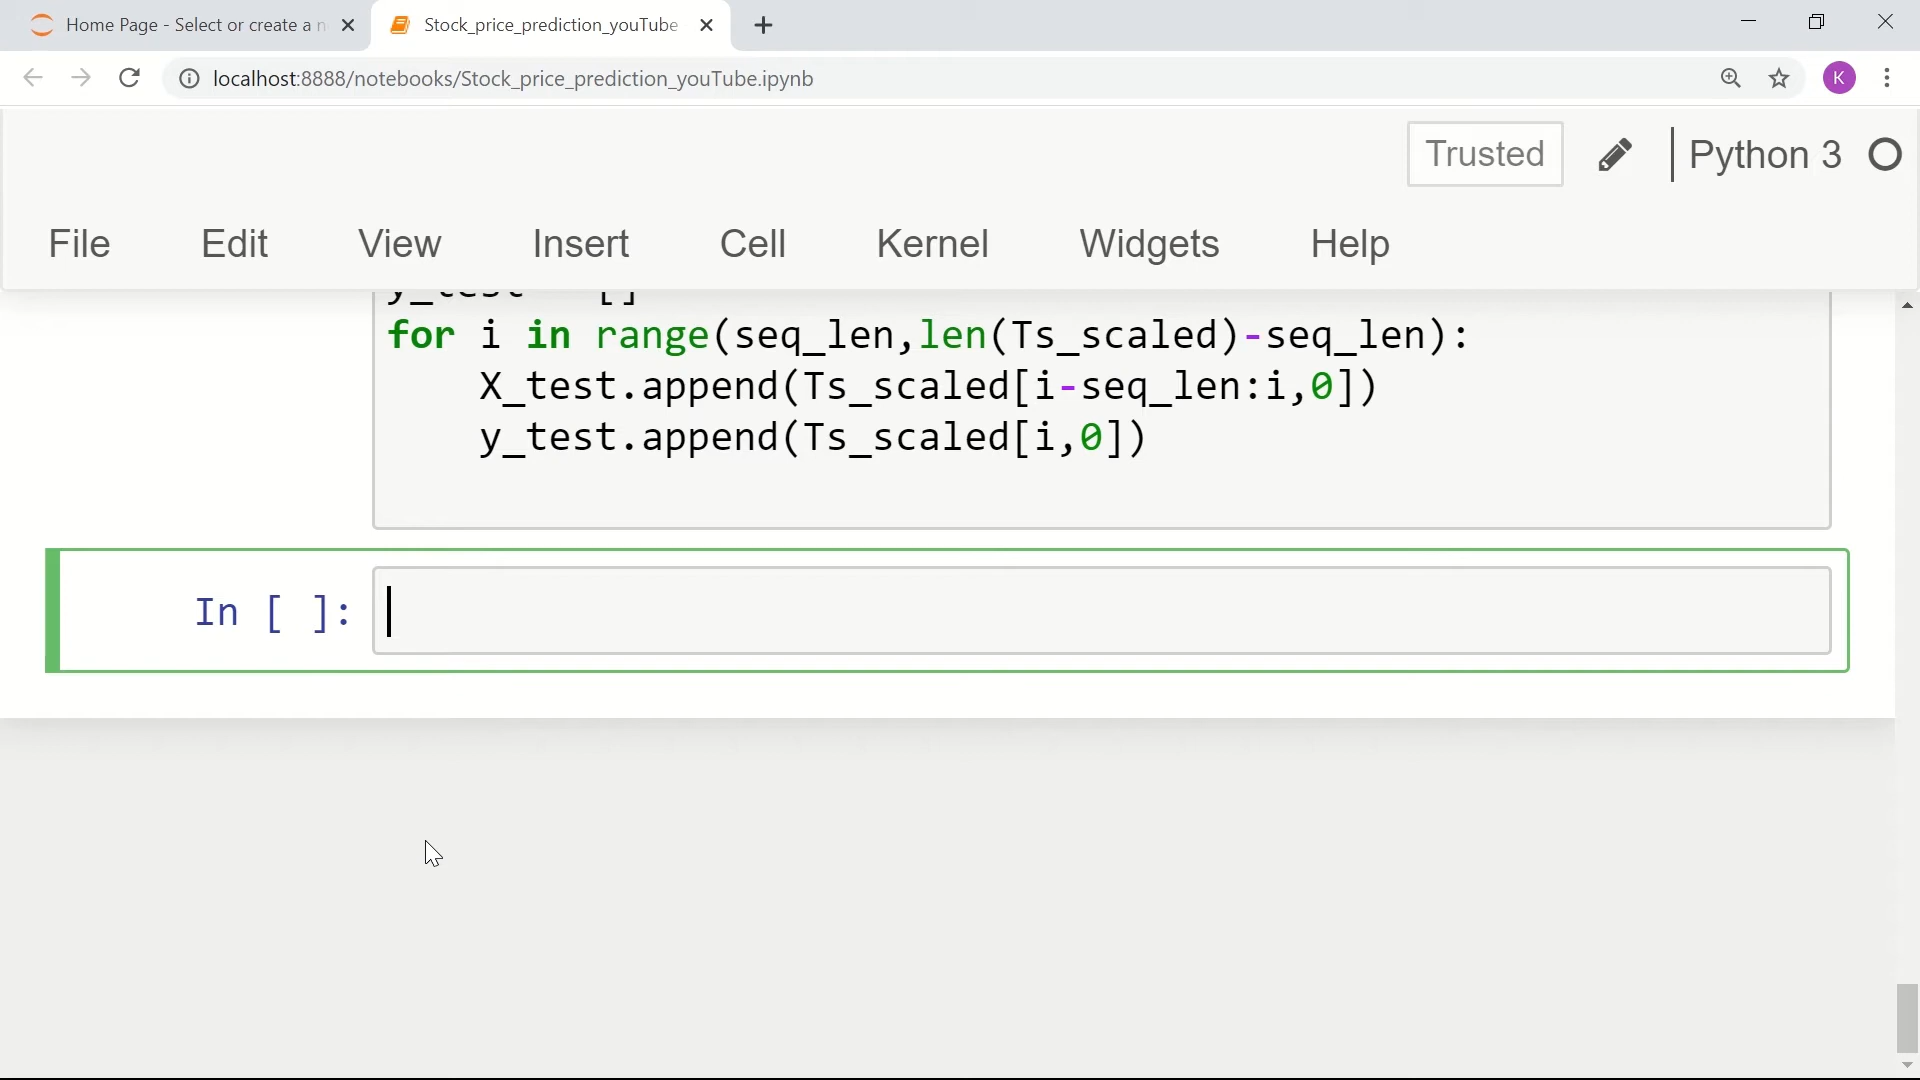 Home Page - Select or create a n
Stock_price_prediction_youTube
localhost:8888/notebooks/Stock_price_prediction_youTube.ipynb
K
Trusted
Python 3
File Edit View Insert Cell Kernel Widgets Help
y_test = []
for i in range(seq_len,len(Ts_scaled)-seq_len):
    X_test.append(Ts_scaled[i-seq_len:i,0])
    y_test.append(Ts_scaled[i,0])
In [ ]: